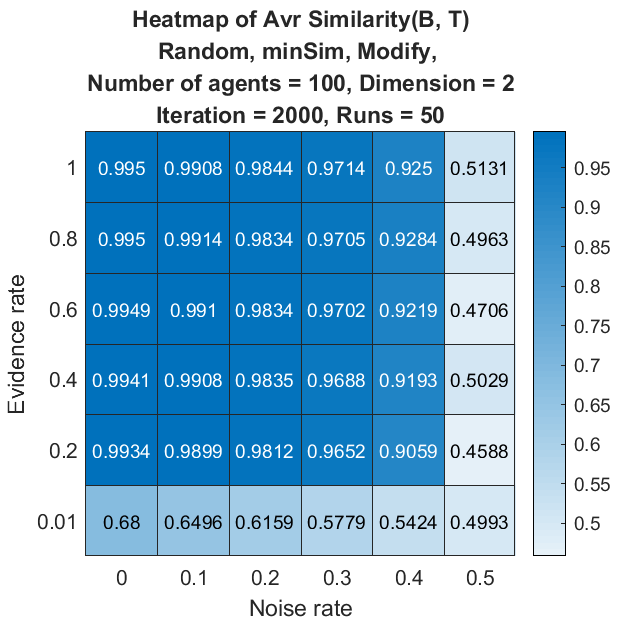 Heatmap of Avr Similarity(B, T)
Random, minSim, Modify,
Number of agents = 100, Dimension = 2
Iteration = 2000, Runs = 50
1 0.995 0.9908 0.9844 0.9714 0.925 0.5131
0.8 0.995 0.9914 0.9834 0.9705 0.9284 0.4963
0.6 0.9949 0.991 0.9834 0.9702 0.9219 0.4706
0.4 0.9941 0.9908 0.9835 0.9688 0.9193 0.5029
0.2 0.9934 0.9899 0.9812 0.9652 0.9059 0.4588
0.01 0.68 0.6496 0.6159 0.5779 0.5424 0.4993
0 0.1 0.2 0.3 0.4 0.5
Noise rate
Evidence rate
0.95
0.9
0.85
0.8
0.75
0.7
0.65
0.6
0.55
0.5